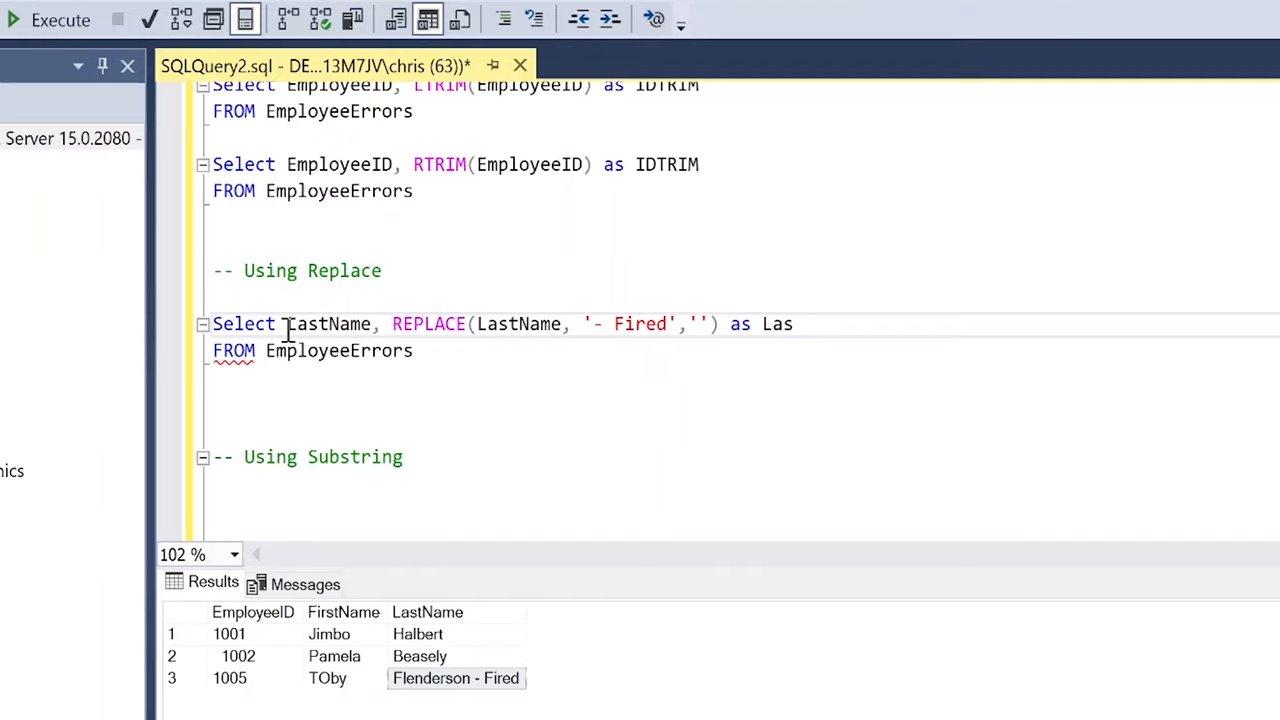 Execute
SQLQuery2.sql - DE...13M7JV\chris (63))*
Select EmployeeID, LTRIM(EmployeeID) as IDTRIM
FROM EmployeeErrors
Server 15.0.2080 -
Select EmployeeID, RTRIM(EmployeeID) as IDTRIM
FROM EmployeeErrors
-- Using Replace
Select LastName, REPLACE(LastName, '- Fired','') as Las
FROM EmployeeErrors
-- Using Substring
nics
102 %
Results Messages
EmployeeID FirstName LastName
1 1001 Jimbo Halbert
2 1002 Pamela Beasely
3 1005 TOby Flenderson - Fired